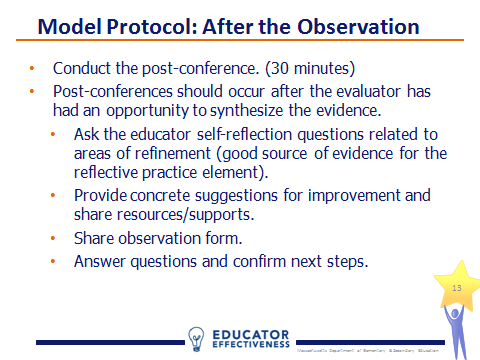 Model Protocol: After the Observation
• Conduct the post-conference. (30 minutes)
• Post-conferences should occur after the evaluator has
had an opportunity to synthesize the evidence.
• Ask the educator self-reflection questions related to
areas of refinement (good source of evidence for the
reflective practice element).
• Provide concrete suggestions for improvement and
share resources/supports.
• Share observation form.
• Answer questions and confirm next steps.
13
EDUCATOR
EFFECTIVENESS
Massachusetts Department of Elementary & Secondary Education